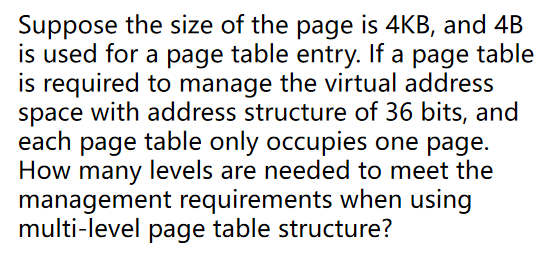 Suppose the size of the page is 4KB, and 4B
is used for a page table entry. If a page table
is required to manage the virtual address
space with address structure of 36 bits, and
each page table only occupies one page.
How many levels are needed to meet the
management requirements when using
multi-level page table structure?